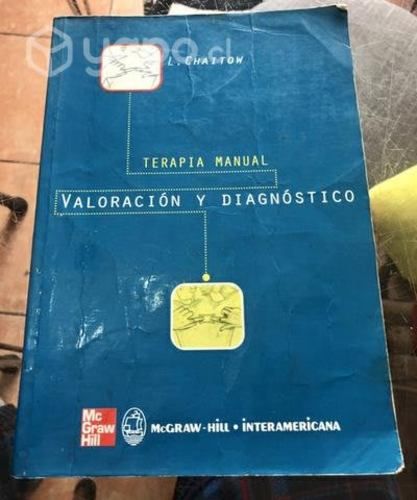 yapo.cl
L. CHAITOW
TERAPIA MANUAL
VALORACIÓN Y DIAGNÓSTICO
Mc
Graw
Hill
McGRAW-HILL • INTERAMERICANA